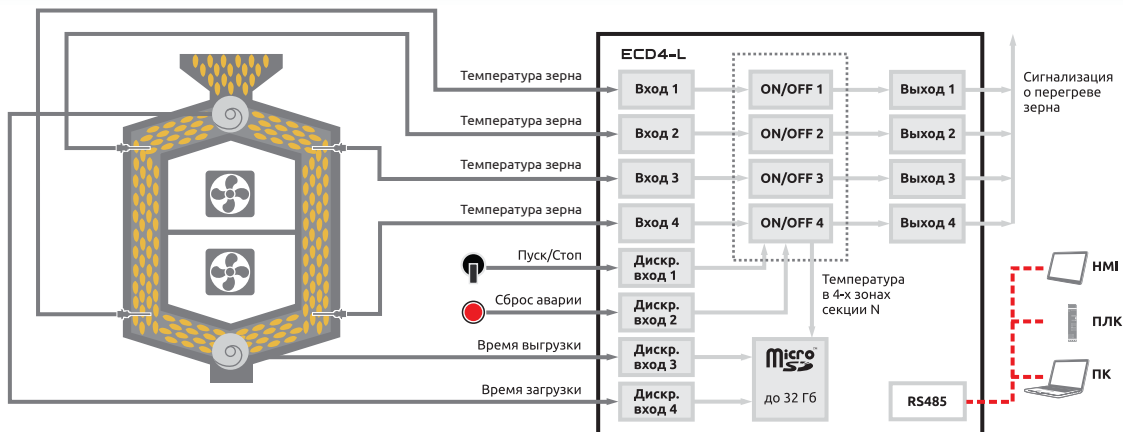 ECD4-L
Температура зерна
Вход 1
ON/OFF 1
Выход 1
Сигнализация
о перегреве
зерна
Температура зерна
Вход 2
ON/OFF 2
Выход 2
Температура зерна
Вход 3
ON/OFF 3
Выход 3
Температура зерна
Вход 4
ON/OFF 4
Выход 4
Пуск/Стоп
Дискр.
вход 1
Температура
в 4-х зонах
секции N
HMI
Сброс аварии
Дискр.
вход 2
ПЛК
Время выгрузки
Дискр.
вход 3
Micro
SD
TM
до 32 Гб
ПК
Время загрузки
Дискр.
вход 4
RS485